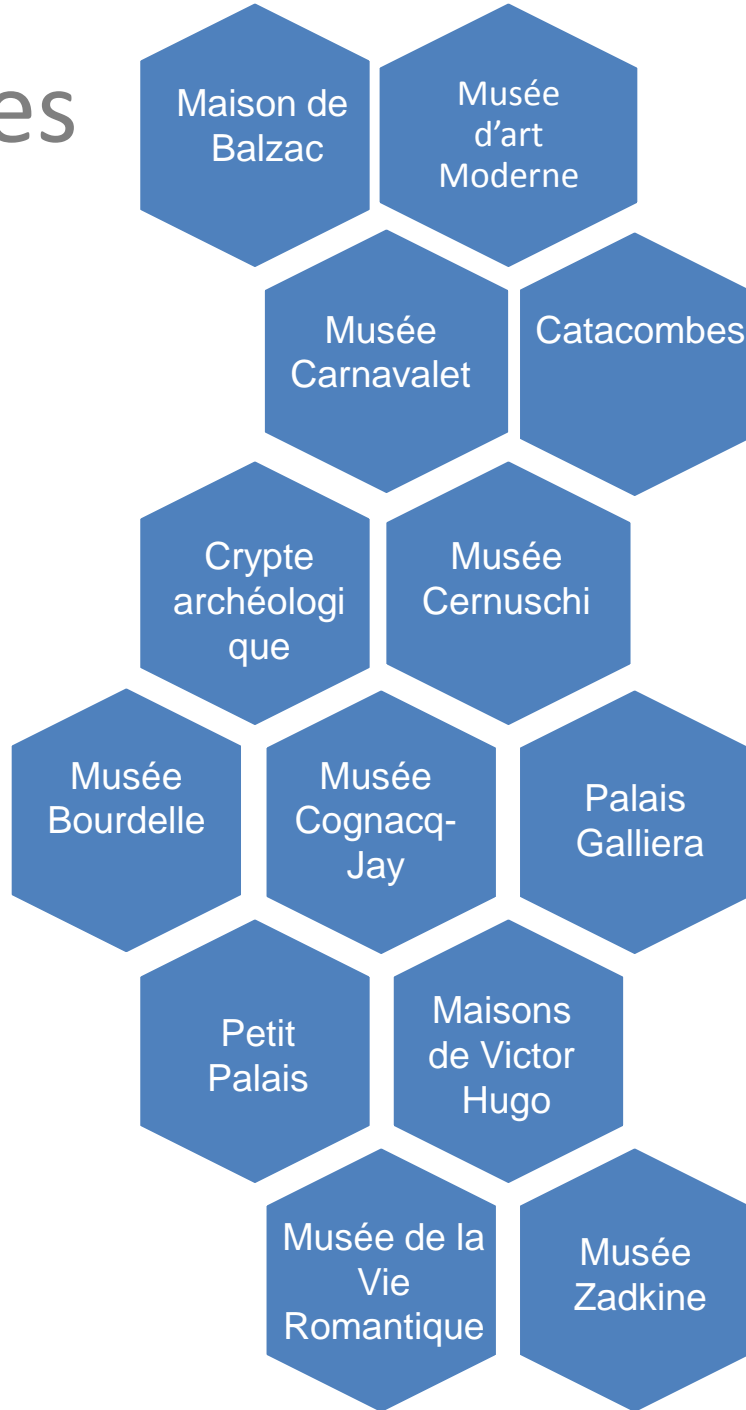 es
Maison de
Balzac
Musée
d’art
Moderne
Musée
Carnavalet
Catacombes
Crypte
archéologi
que
Musée
Cernuschi
Musée
Bourdelle
Musée
Cognacq-
Jay
Palais
Galliera
Petit
Palais
Maisons
de Victor
Hugo
Musée de la
Vie
Romantique
Musée
Zadkine